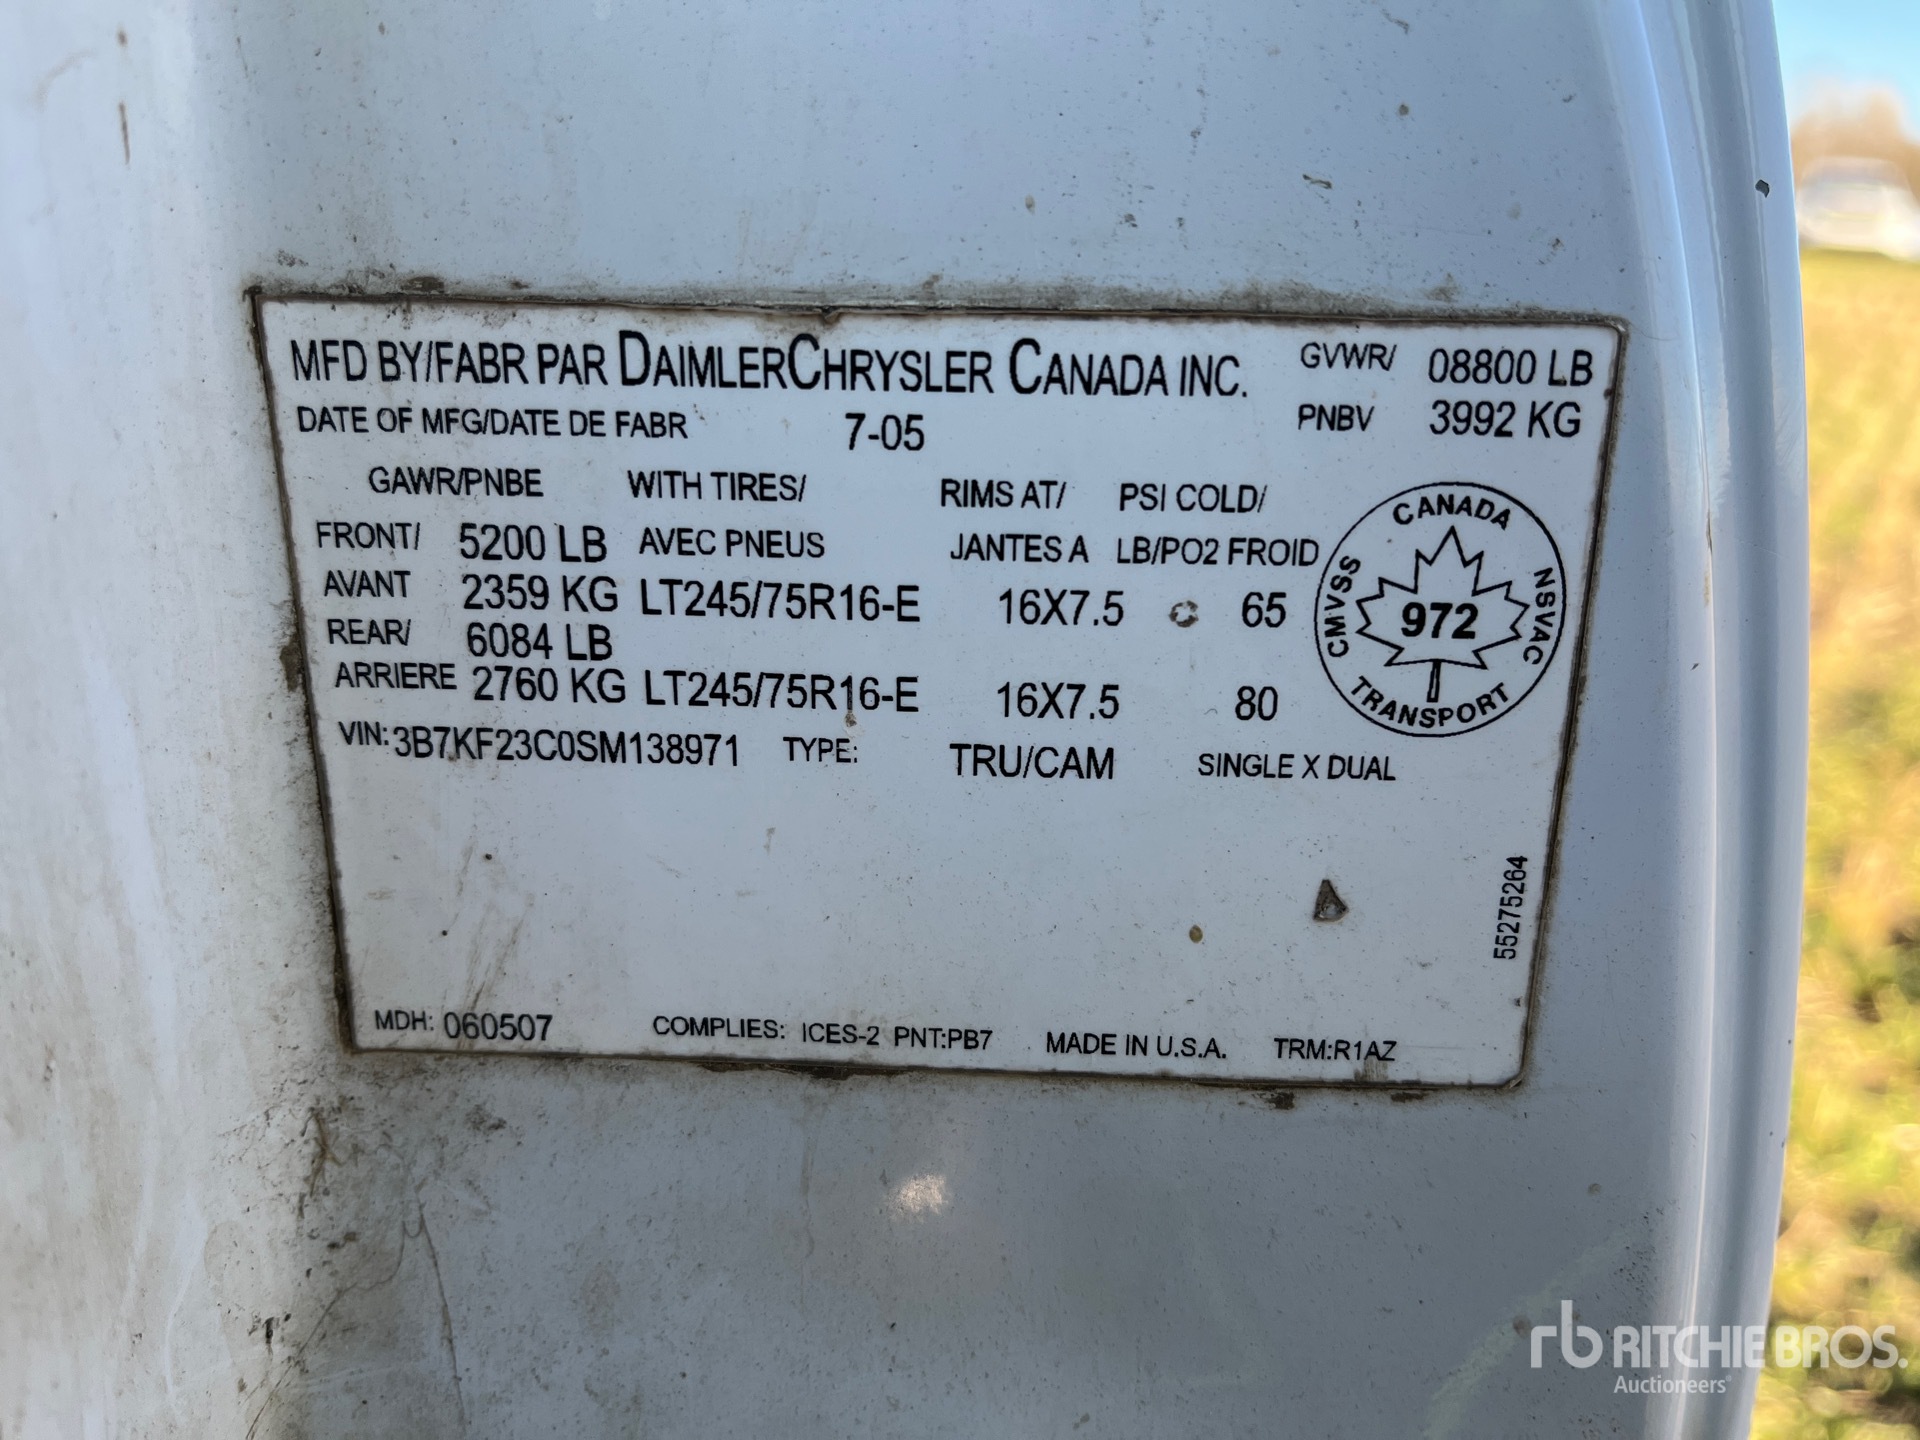 MFD BY/FABR PAR DAIMLERCHRYSLER CANADA INC. GVWR/ 08800 LB
DATE OF MFG/DATE DE FABR 7-05 PNBV 3992 KG
GAWR/PNBE WITH TIRES/ RIMS AT/ PSI COLD/
FRONT/ 5200 LB AVEC PNEUS JANTES A LB/PO2 FROID
AVANT 2359 KG LT245/75R16-E 16X7.5 65
REAR/ 6084 LB
ARRIERE 2760 KG LT245/75R16-E 16X7.5 80
VIN: 3B7KF23C0SM138971 TYPE: TRU/CAM SINGLE X DUAL
CANADA
CMVSS 972 NSVAC
TRANSPORT
55275264
MDH: 060507 COMPLIES: ICES-2 PNT:PB7 MADE IN U.S.A. TRM:R1AZ
rb RITCHIE BROS.
Auctioneers